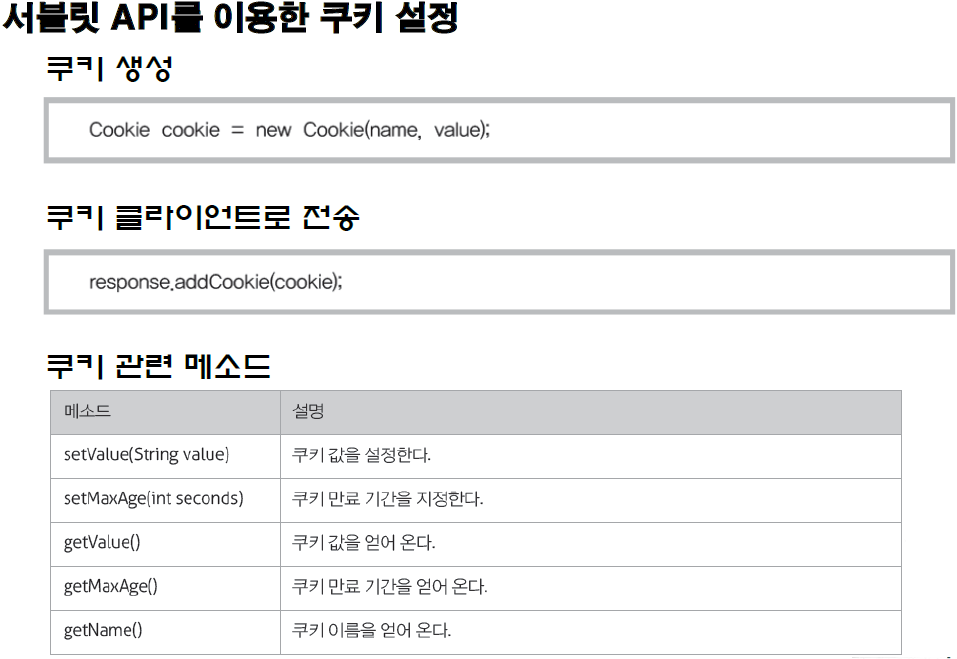 서블릿 API를 이용한 쿠키 설정
쿠키 생성
Cookie cookie = new Cookie(name, value);
쿠키 클라이언트로 전송
response.addCookie(cookie);
쿠키 관련 메소드
메소드 설명
setValue(String value) 쿠키 값을 설정한다.
setMaxAge(int seconds) 쿠키 만료 기간을 지정한다.
getValue() 쿠키 값을 얻어 온다.
getMaxAge() 쿠키 만료 기간을 얻어 온다.
getName() 쿠키 이름을 얻어 온다.